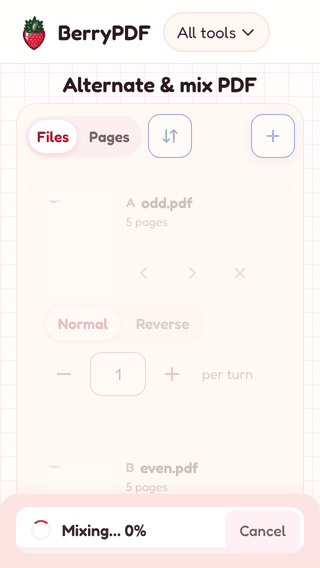 BerryPDF
All tools
Alternate & mix PDF
Files Pages
A odd.pdf
5 pages
Normal Reverse
1 per turn
B even.pdf
5 pages
Mixing... 0% Cancel